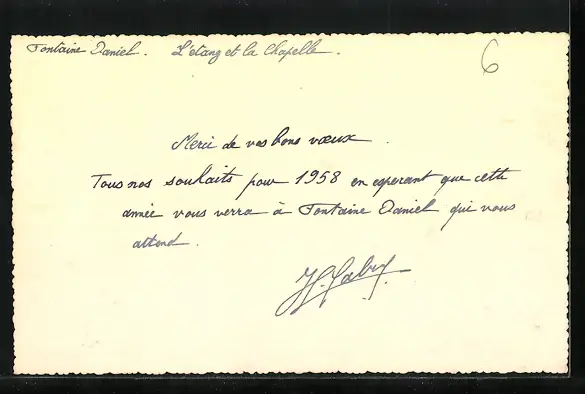 Fontaine Daniel. L'étang et la Chapelle.
6
Merci de vos bons vœux.
Tous nos souhaits pour 1958 en esperant que cette
année vous verra à Fontaine Daniel qui vous
attend.